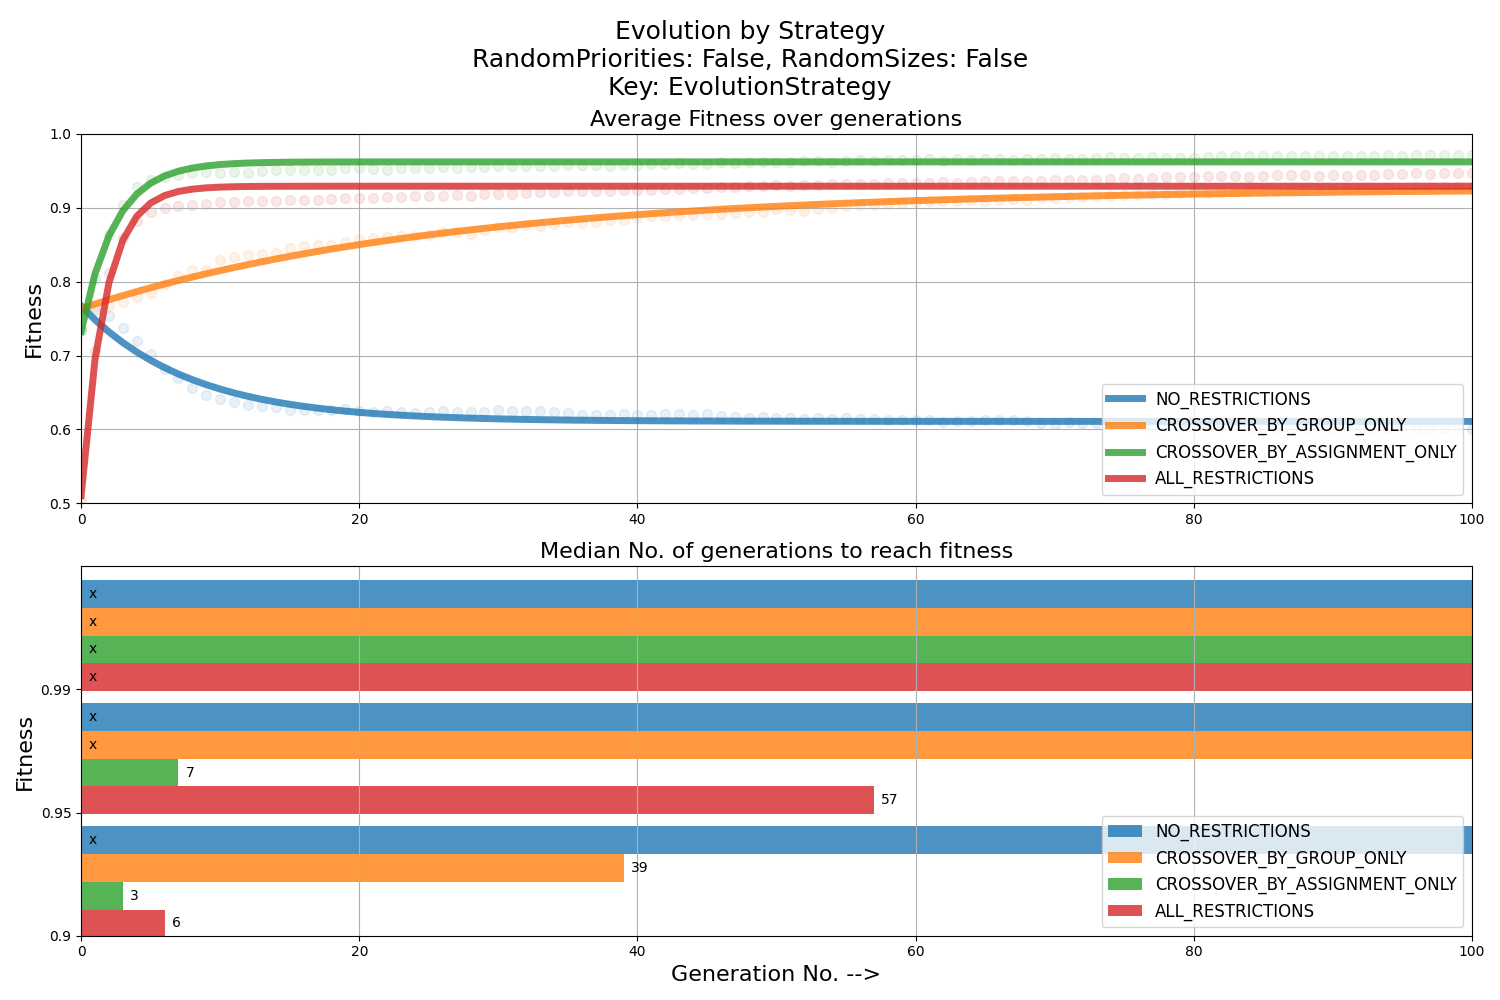 Evolution by Strategy
RandomPriorities: False, RandomSizes: False
Key: EvolutionStrategy
Average Fitness over generations
Fitness
1.0
0.9
0.8
0.7
0.6
0.5
0 20 40 60 80 100
NO_RESTRICTIONS
CROSSOVER_BY_GROUP_ONLY
CROSSOVER_BY_ASSIGNMENT_ONLY
ALL_RESTRICTIONS
Median No. of generations to reach fitness
Fitness
x
x
x
x
0.99
x
x
7
57
0.95
x
39
3
6
0.9
NO_RESTRICTIONS
CROSSOVER_BY_GROUP_ONLY
CROSSOVER_BY_ASSIGNMENT_ONLY
ALL_RESTRICTIONS
0 20 40 60 80 100
Generation No. -->